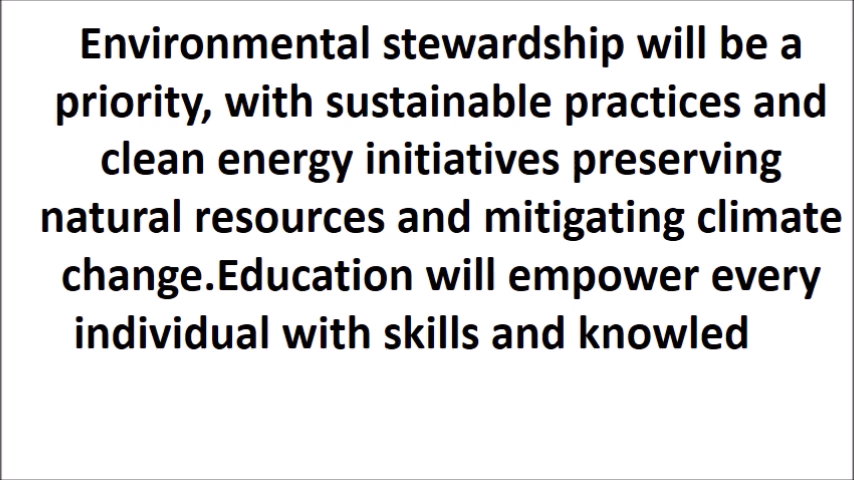 Environmental stewardship will be a
priority, with sustainable practices and
clean energy initiatives preserving
natural resources and mitigating climate
change.Education will empower every
individual with skills and knowled